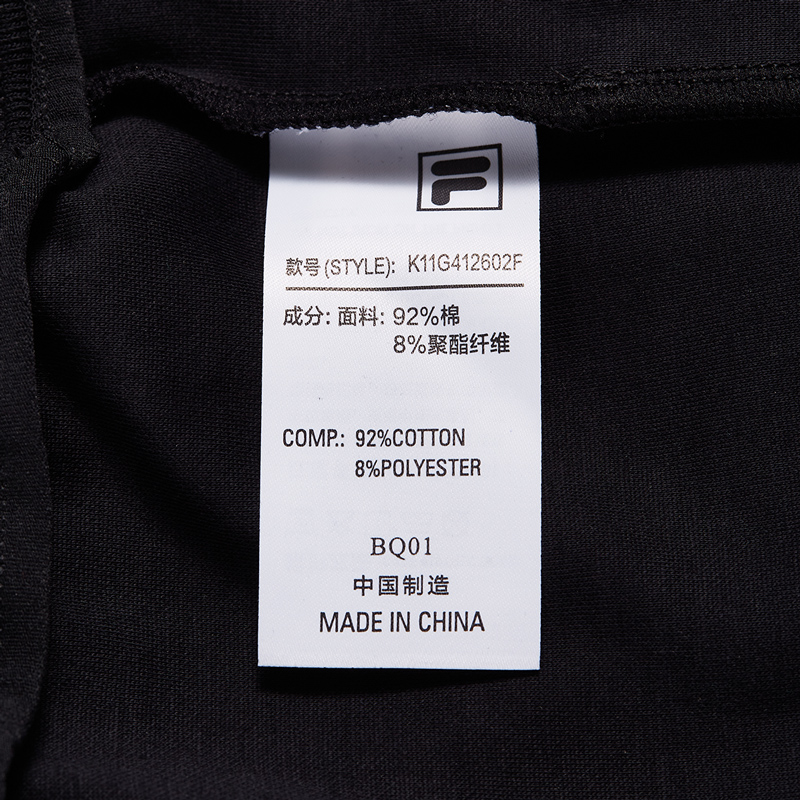 F
款号(STYLE): K11G412602F
成分: 面料: 92%棉
8%聚酯纤维
COMP.: 92%COTTON
8%POLYESTER
BQ01
中国制造
MADE IN CHINA